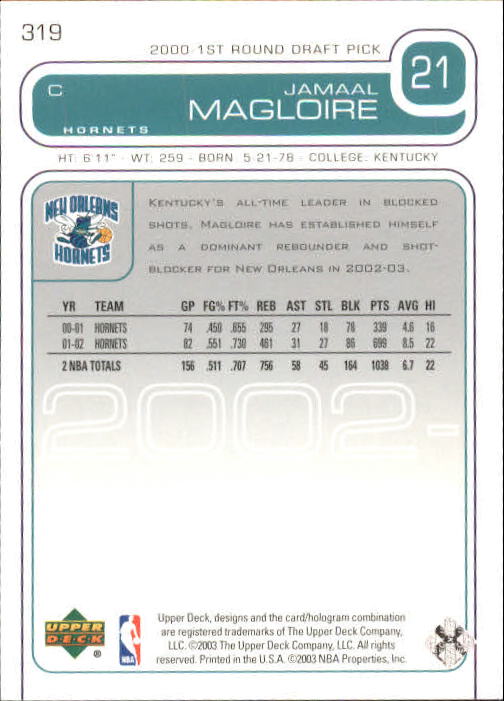 319
2000 1ST ROUND DRAFT PICK
21
C
JAMAAL
MAGLOIRE
HORNETS
HT: 6'11" · WT: 259 · BORN: 5-21-78 · COLLEGE: KENTUCKY
NEW ORLEANS
HORNETS
KENTUCKY'S ALL-TIME LEADER IN BLOCKED
SHOTS, MAGLOIRE HAS ESTABLISHED HIMSELF
AS A DOMINANT REBOUNDER AND SHOT-
BLOCKER FOR NEW ORLEANS IN 2002-03.
YR TEAM GP FG% FT% REB AST STL BLK PTS AVG HI
00-01 HORNETS 74 .450 .655 295 27 18 78 339 4.6 16
01-02 HORNETS 82 .551 .730 461 31 27 86 699 8.5 22
2 NBA TOTALS 156 .511 .707 756 58 45 164 1038 6.7 22
2002-
UPPER
DECK
®
NBA
Upper Deck, designs and the card/hologram combination
are registered trademarks of The Upper Deck Company,
LLC. ©2003 The Upper Deck Company, LLC. All rights
reserved. Printed in the U.S.A. ©2003 NBA Properties, Inc.